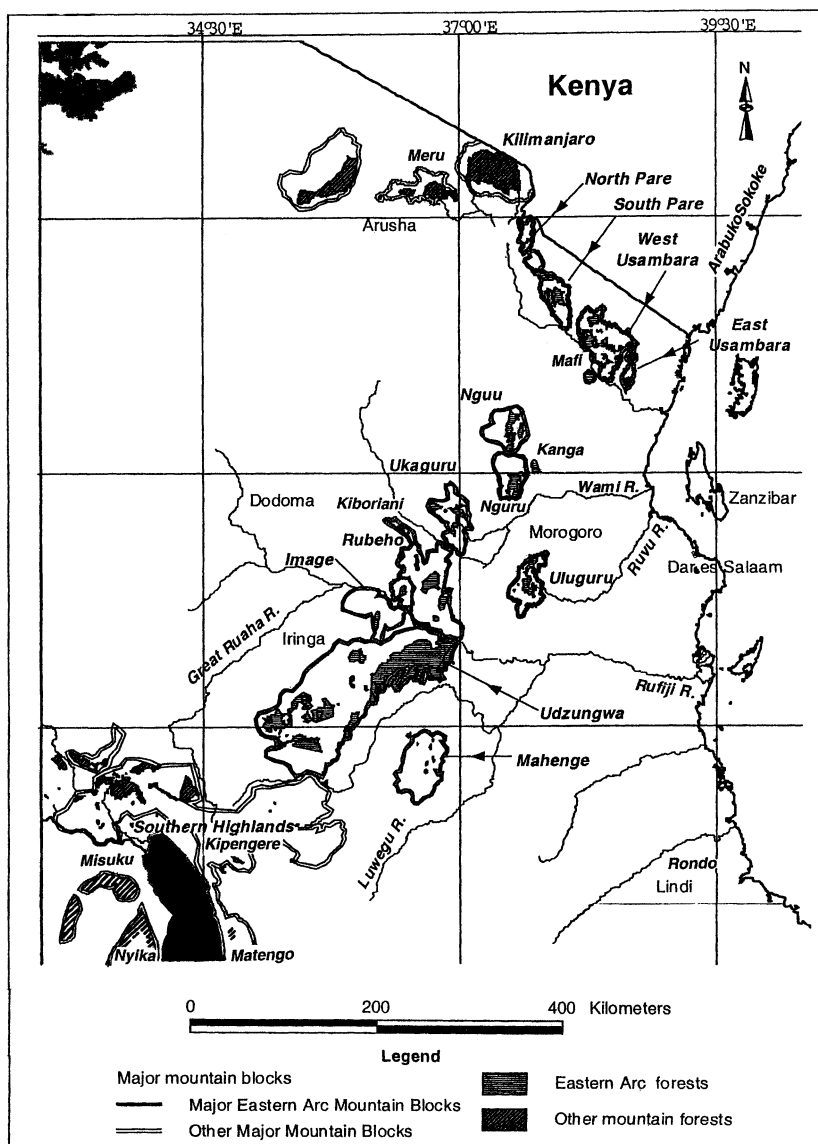 34°30'E
37°00'E
39°30'E
Kenya
N
Kilimanjaro
Meru
North Pare
South Pare
ArabukoSokoke
Arusha
West
Usambara
East
Usambara
Mafi
Nguu
Kanga
Ukaguru
Dodoma
Kiboriani
Nguru
Wami R.
Zanzibar
Rubeho
Morogoro
Ruvu R.
Image
Uluguru
Dar es Salaam
Great Ruaha R.
Iringa
Rufiji R.
Udzungwa
Mahenge
Southern Highlands
Kipengere
Luwegu R.
Misuku
Rondo
Lindi
Nyika
Matengo
0 200 400 Kilometers
Legend
Major mountain blocks
Major Eastern Arc Mountain Blocks
Other Major Mountain Blocks
Eastern Arc forests
Other mountain forests